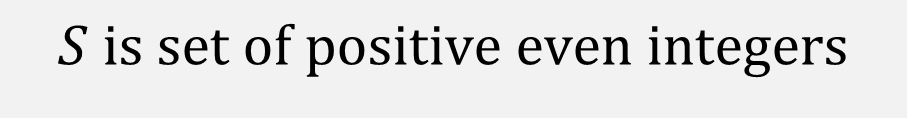 S is set of positive even integers